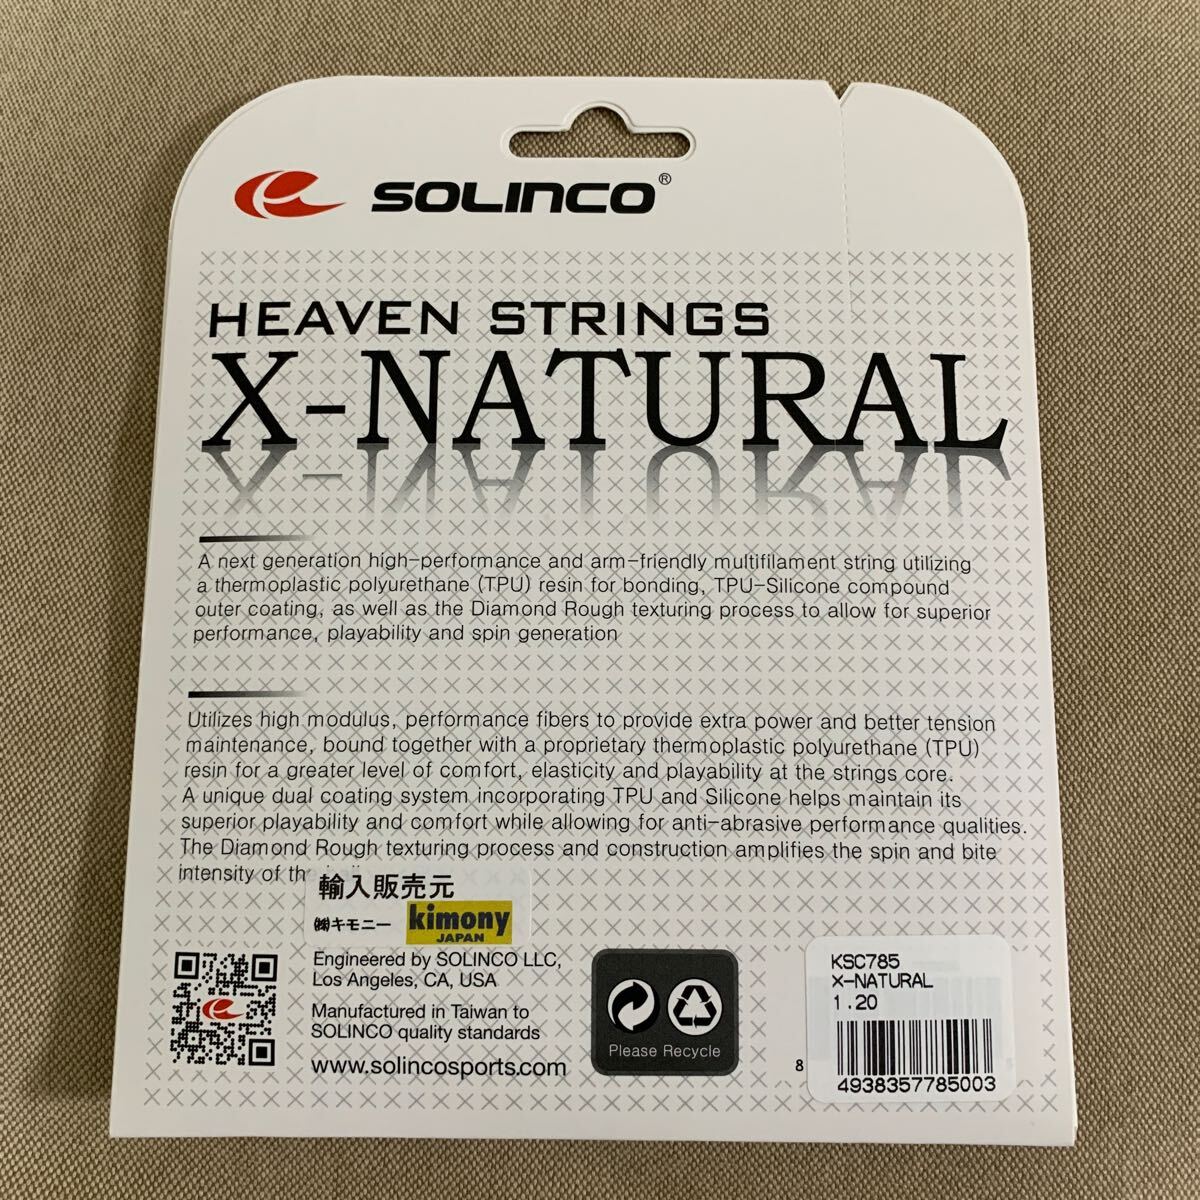 SOLINCO®
HEAVEN STRINGS
X-NATURAL
A next generation high-performance and arm-friendly multifilament string utilizing
a thermoplastic polyurethane (TPU) resin for bonding, TPU-Silicone compound
outer coating, as well as the Diamond Rough texturing process to allow for superior
performance, playability and spin generation
Utilizes high modulus, performance fibers to provide extra power and better tension
maintenance, bound together with a proprietary thermoplastic polyurethane (TPU)
resin for a greater level of comfort, elasticity and playability at the strings core.
A unique dual coating system incorporating TPU and Silicone helps maintain its
superior playability and comfort while allowing for anti-abrasive performance qualities.
The Diamond Rough texturing process and construction amplifies the spin and bite
intensity of
輸入販売元
㈱キモニー kimony
JAPAN
Engineered by SOLINCO LLC,
Los Angeles, CA, USA
Manufactured in Taiwan to
SOLINCO quality standards
www.solincosports.com
Please Recycle
KSC785
X-NATURAL
1.20
8
4938357785003